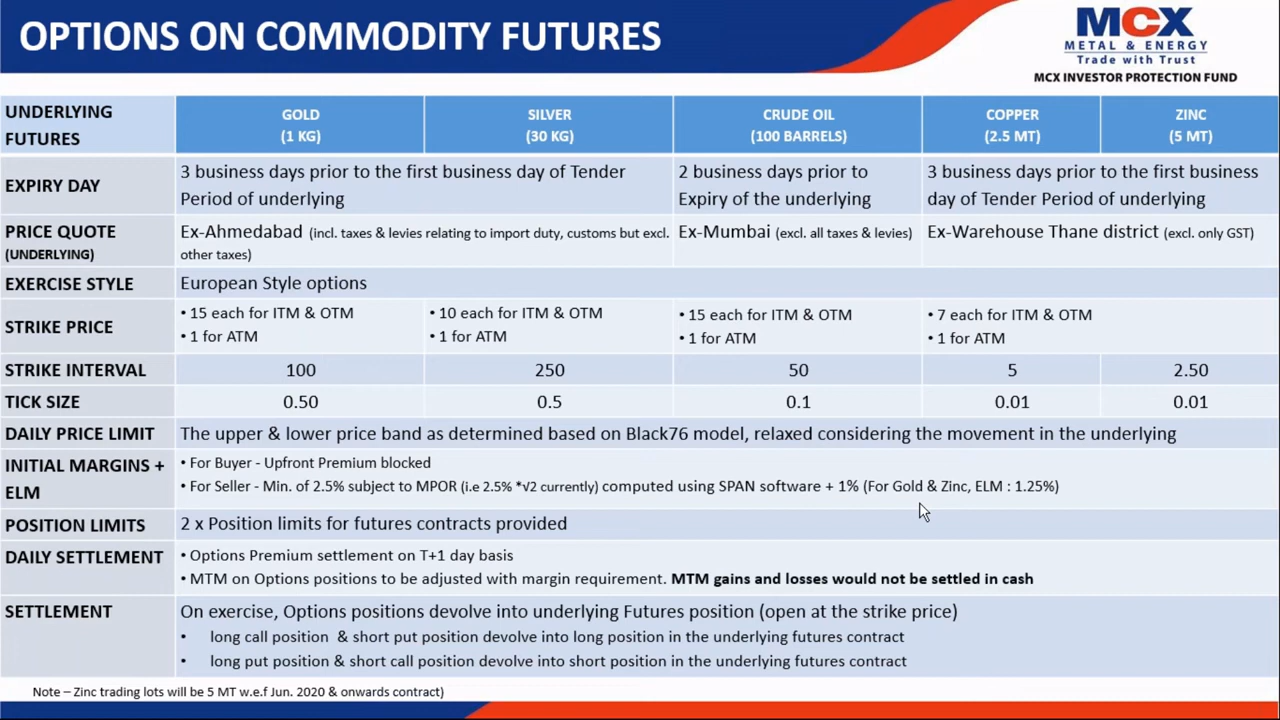 OPTIONS ON COMMODITY FUTURES
MCX
METAL & ENERGY
Trade with Trust
MCX INVESTOR PROTECTION FUND
UNDERLYING
FUTURES
GOLD
(1 KG)
SILVER
(30 KG)
CRUDE OIL
(100 BARRELS)
COPPER
(2.5 MT)
ZINC
(5 MT)
EXPIRY DAY
3 business days prior to the first business day of Tender
Period of underlying
2 business days prior to
Expiry of the underlying
3 business days prior to the first business
day of Tender Period of underlying
PRICE QUOTE
(UNDERLYING)
Ex-Ahmedabad (incl. taxes & levies relating to import duty, customs but excl.
other taxes)
Ex-Mumbai (excl. all taxes & levies)
Ex-Warehouse Thane district (excl. only GST)
EXERCISE STYLE
European Style options
STRIKE PRICE
• 15 each for ITM & OTM
• 1 for ATM
• 10 each for ITM & OTM
• 1 for ATM
• 15 each for ITM & OTM
• 1 for ATM
• 7 each for ITM & OTM
• 1 for ATM
STRIKE INTERVAL
100
250
50
5
2.50
TICK SIZE
0.50
0.5
0.1
0.01
0.01
DAILY PRICE LIMIT
The upper & lower price band as determined based on Black76 model, relaxed considering the movement in the underlying
INITIAL MARGINS +
ELM
• For Buyer - Upfront Premium blocked
• For Seller - Min. of 2.5% subject to MPOR (i.e 2.5% *√2 currently) computed using SPAN software + 1% (For Gold & Zinc, ELM : 1.25%)
POSITION LIMITS
2 x Position limits for futures contracts provided
DAILY SETTLEMENT
• Options Premium settlement on T+1 day basis
• MTM on Options positions to be adjusted with margin requirement. MTM gains and losses would not be settled in cash
SETTLEMENT
On exercise, Options positions devolve into underlying Futures position (open at the strike price)
• long call position & short put position devolve into long position in the underlying futures contract
• long put position & short call position devolve into short position in the underlying futures contract
Note – Zinc trading lots will be 5 MT w.e.f Jun. 2020 & onwards contract)